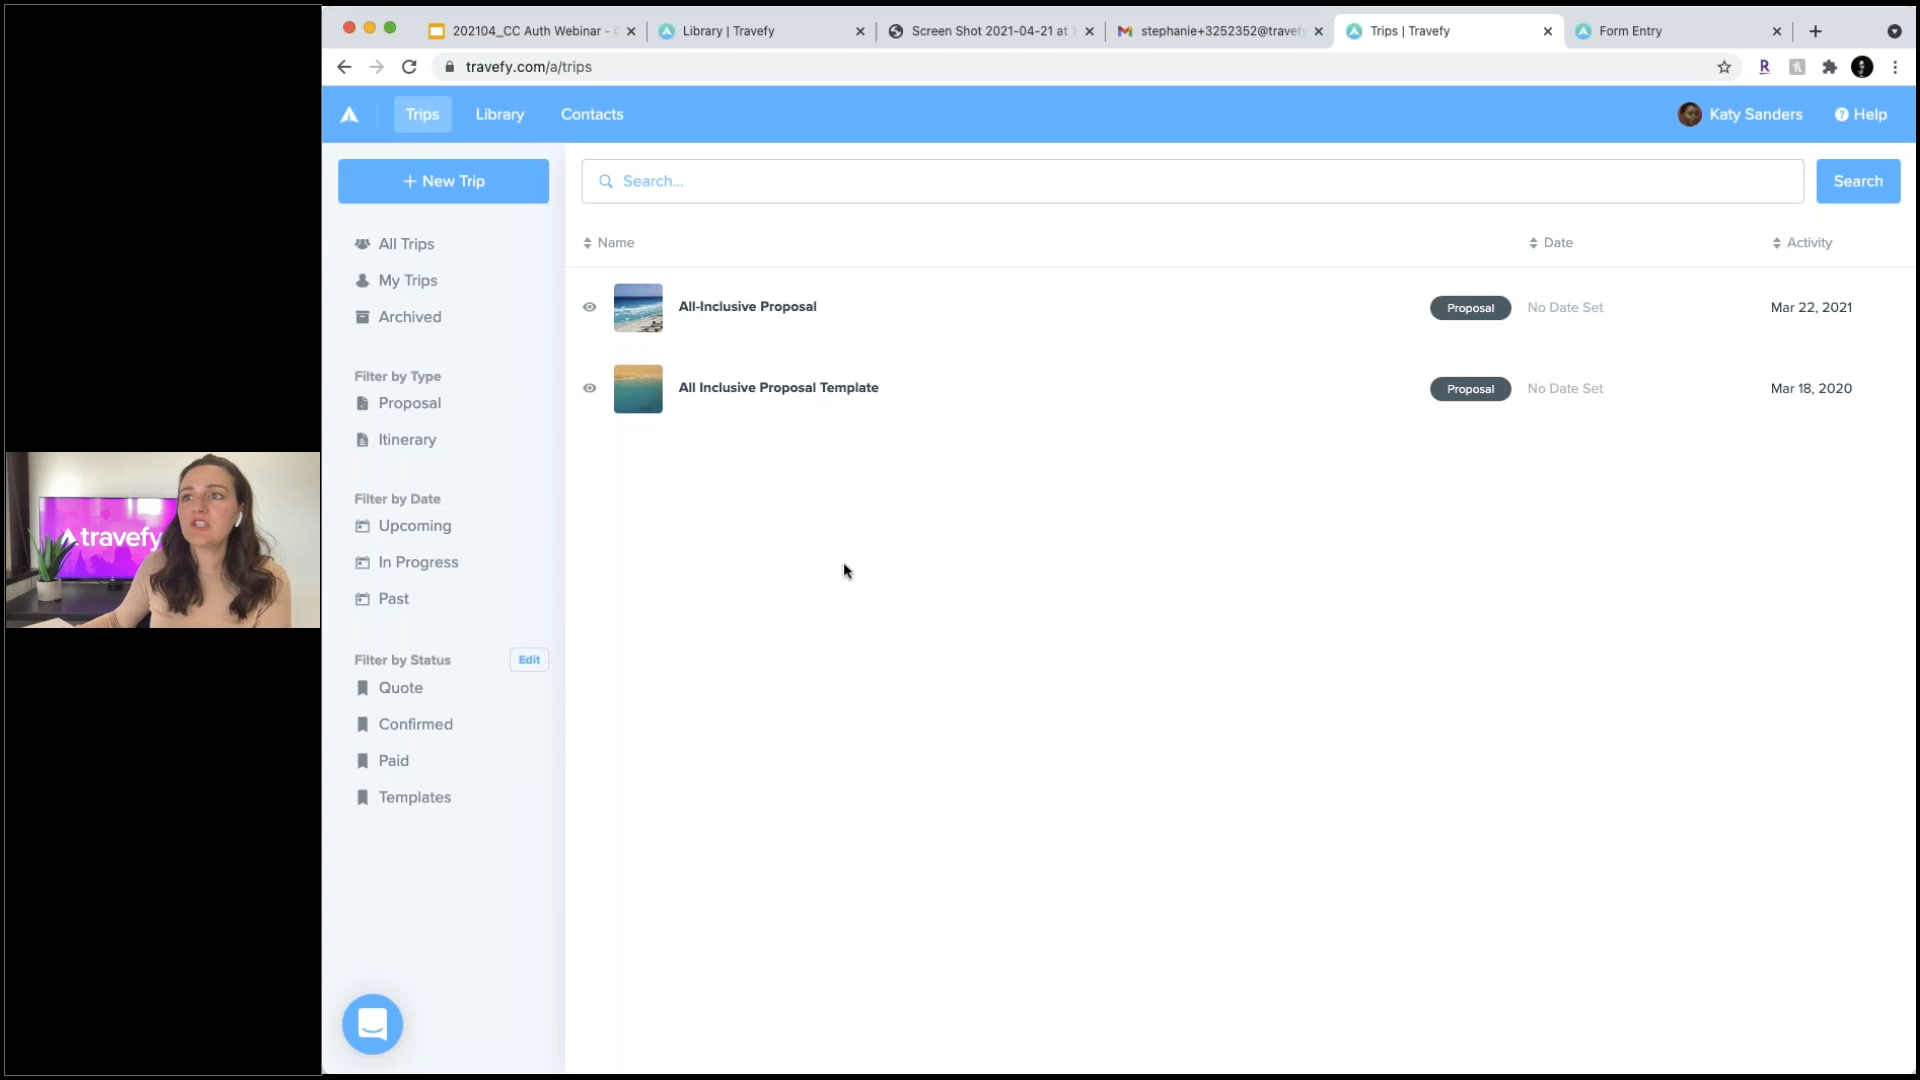 202104_CC Auth Webinar -
Library | Travefy
Screen Shot 2021-04-21 at
stephanie+3252352@travef
Trips | Travefy
Form Entry
travefy.com/a/trips
R
Trips
Library
Contacts
Katy Sanders
? Help
+ New Trip
Search...
Search
All Trips
My Trips
Archived
Filter by Type
Proposal
Itinerary
Filter by Date
Upcoming
In Progress
Past
Filter by Status
Edit
Quote
Confirmed
Paid
Templates
Name
Date
Activity
All-Inclusive Proposal
Proposal
No Date Set
Mar 22, 2021
All Inclusive Proposal Template
Proposal
No Date Set
Mar 18, 2020
travefy